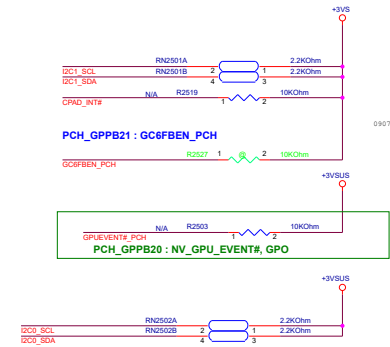 +3VS
RN2501A 2.2KOhm
I2C1_SCL 2 1
RN2501B 2.2KOhm
I2C1_SDA 4 3
N/A R2519 10KOhm
CPAD_INT# 1 2
0907
PCH_GPPB21 : GC6FBEN_PCH
R2527 1 @ 2 10KOhm
GC6FBEN_PCH
+3VSUS
N/A R2503 10KOhm
GPUEVENT#_PCH 1 2
PCH_GPPB20 : NV_GPU_EVENT#, GPO
+3VSUS
RN2502A 2.2KOhm
I2C0_SCL 2 1
RN2502B 2.2KOhm
I2C0_SDA 4 3